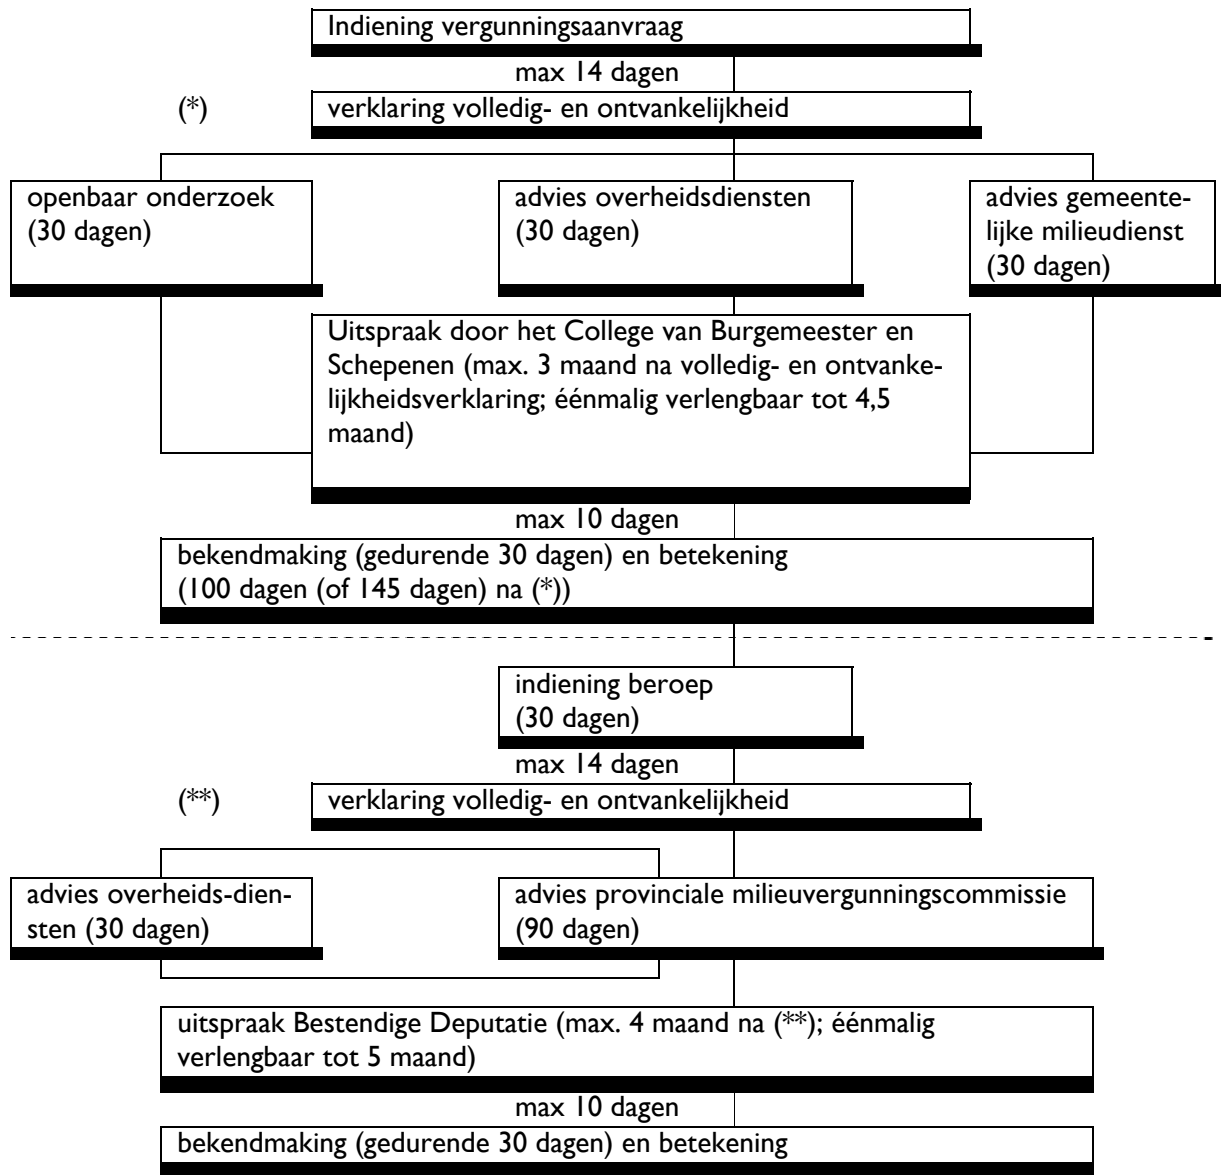 Indiening vergunningsaanvraag
max 14 dagen
(*)
verklaring volledig- en ontvankelijkheid
openbaar onderzoek
(30 dagen)
advies overheidsdiensten
(30 dagen)
advies gemeente-
lijke milieudienst
(30 dagen)
Uitspraak door het College van Burgemeester en
Schepenen (max. 3 maand na volledig- en ontvanke-
lijkheidsverklaring; éénmalig verlengbaar tot 4,5
maand)
max 10 dagen
bekendmaking (gedurende 30 dagen) en betekening
(100 dagen (of 145 dagen) na (*))
indiening beroep
(30 dagen)
max 14 dagen
(**)
verklaring volledig- en ontvankelijkheid
advies overheids-dien-
sten (30 dagen)
advies provinciale milieuvergunningscommissie
(90 dagen)
uitspraak Bestendige Deputatie (max. 4 maand na (**); éénmalig
verlengbaar tot 5 maand)
max 10 dagen
bekendmaking (gedurende 30 dagen) en betekening